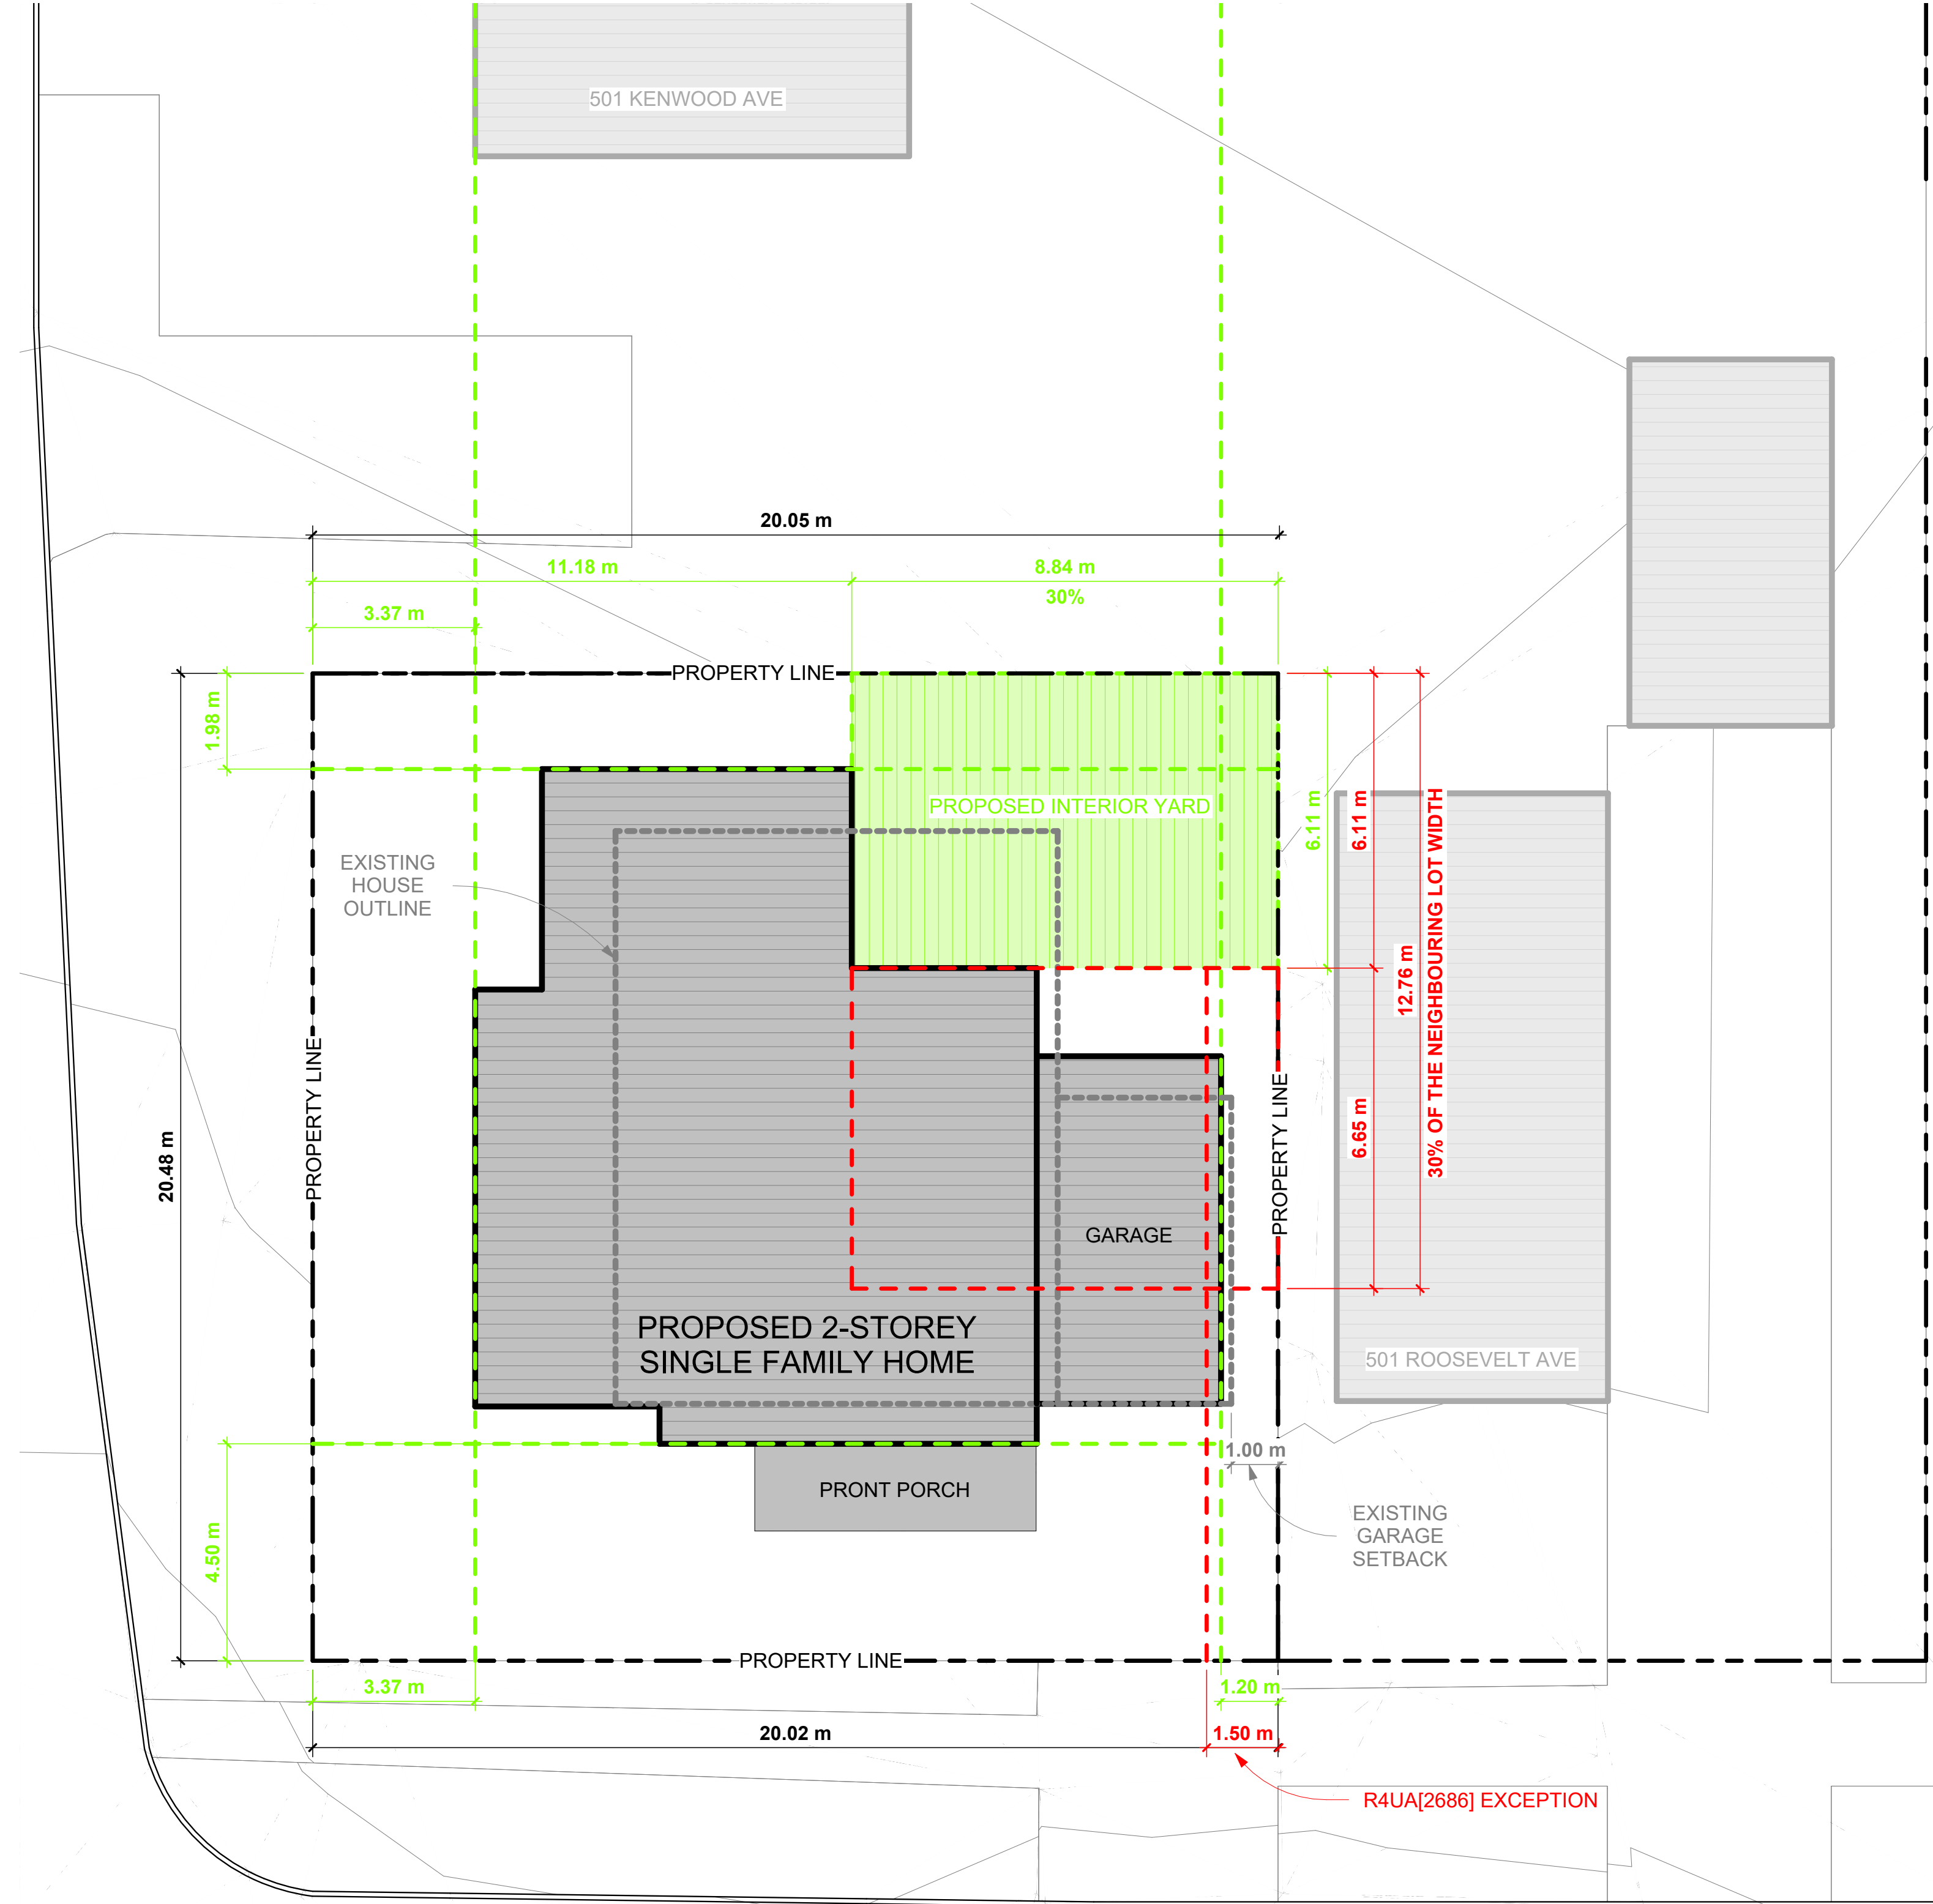 501 KENWOOD AVE
20.05 m
11.18 m
8.84 m
30%
3.37 m
PROPERTY LINE
1.98 m
PROPOSED INTERIOR YARD
6.11 m
6.11 m
12.76 m
30% OF THE NEIGHBOURING LOT WIDTH
EXISTING
HOUSE
OUTLINE
PROPERTY LINE
20.48 m
6.65 m
PROPERTY LINE
GARAGE
PROPOSED 2-STOREY
SINGLE FAMILY HOME
501 ROOSEVELT AVE
1.00 m
PRONT PORCH
EXISTING
GARAGE
SETBACK
4.50 m
PROPERTY LINE
3.37 m
1.20 m
20.02 m
1.50 m
R4UA[2686] EXCEPTION